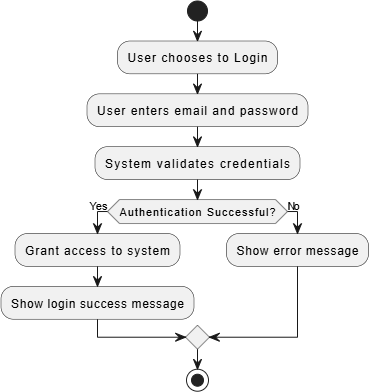 User chooses to Login
User enters email and password
System validates credentials
Yes
Authentication Successful?
No
Grant access to system
Show error message
Show login success message